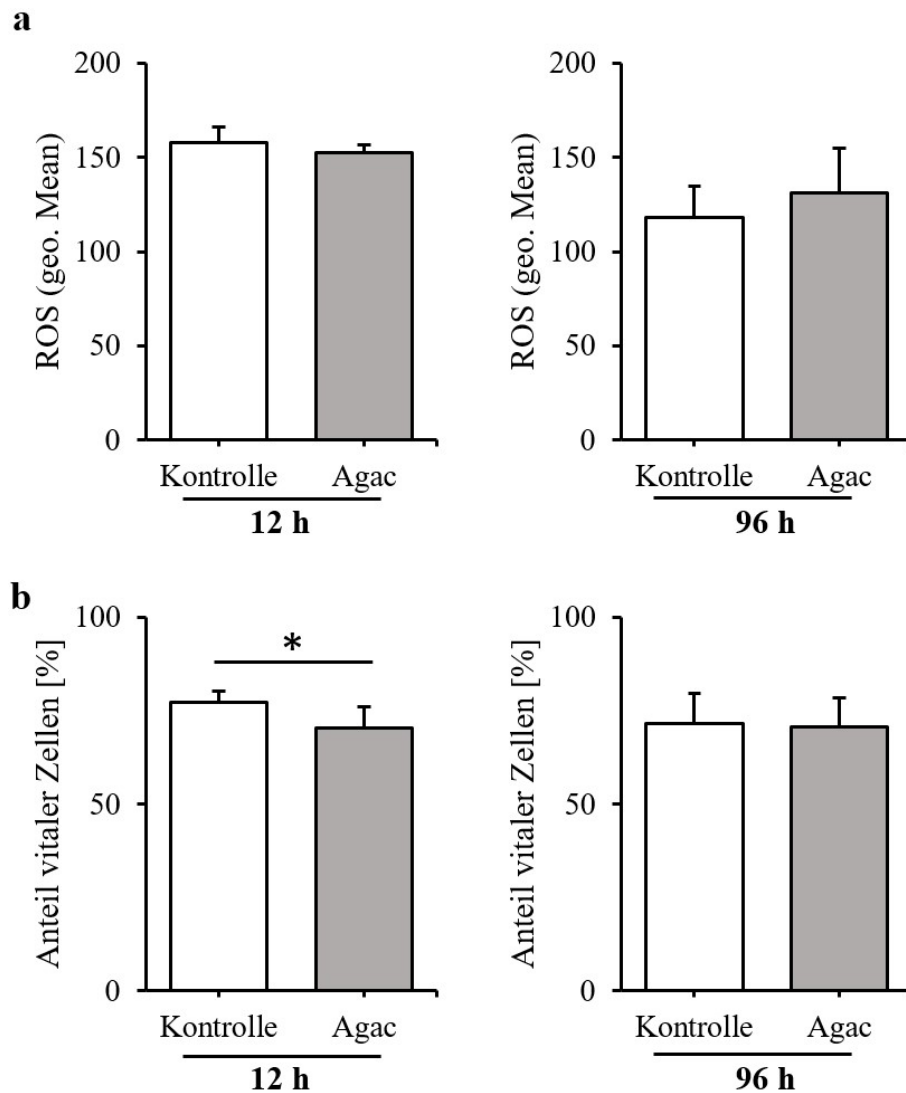 a
ROS (geo. Mean)
200
150
100
50
0
Kontrolle Agac
12 h
ROS (geo. Mean)
200
150
100
50
0
Kontrolle Agac
96 h
b
Anteil vitaler Zellen [%]
100
50
0
*
Kontrolle Agac
12 h
Anteil vitaler Zellen [%]
100
50
0
Kontrolle Agac
96 h